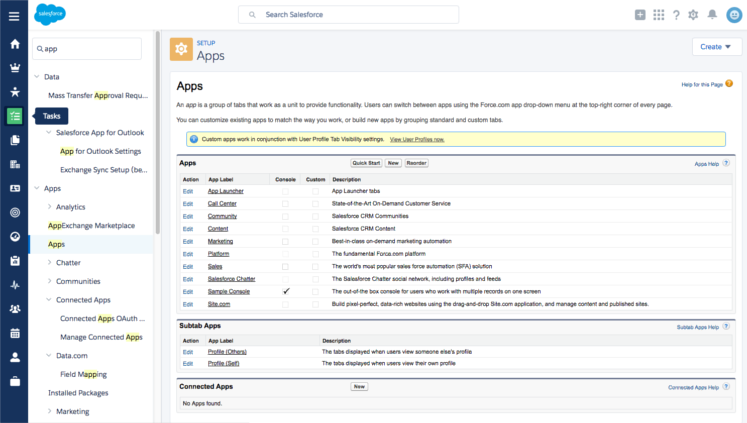 salesforce
Search Salesforce
app
Data
Mass Transfer Approval Requ...
Tasks
Salesforce App for Outlook
App for Outlook Settings
Exchange Sync Setup (be...
Apps
Analytics
AppExchange Marketplace
Apps
Chatter
Communities
Connected Apps
Connected Apps OAuth ...
Manage Connected Apps
Data.com
Field Mapping
Installed Packages
Marketing
SETUP
Apps
Create
Apps
Help for this Page ?
An app is a group of tabs that work as a unit to provide functionality. Users can switch between apps using the Force.com app drop-down menu at the top-right corner of every page.
You can customize existing apps to match the way you work, or build new apps by grouping standard and custom tabs.
Custom apps work in conjunction with User Profile Tab Visibility settings. View User Profiles now.
Apps Quick Start New Reorder Apps Help ?
Action App Label Console Custom Description
Edit App Launcher App Launcher tabs
Edit Call Center State-of-the-Art On-Demand Customer Service
Edit Community Salesforce CRM Communities
Edit Content Salesforce CRM Content
Edit Marketing Best-in-class on-demand marketing automation
Edit Platform The fundamental Force.com platform
Edit Sales The world's most popular sales force automation (SFA) solution
Edit Salesforce Chatter The Salesforce Chatter social network, including profiles and feeds
Edit Sample Console The out-of-the box console for users who work with multiple records on one screen
Edit Site.com Build pixel-perfect, data-rich websites using the drag-and-drop Site.com application, and manage content and published sites.
Subtab Apps Subtab Apps Help ?
Action App Label Description
Edit Profile (Others) The tabs displayed when users view someone else's profile
Edit Profile (Self) The tabs displayed when users view their own profile
Connected Apps New Connected Apps Help ?
No Apps found.